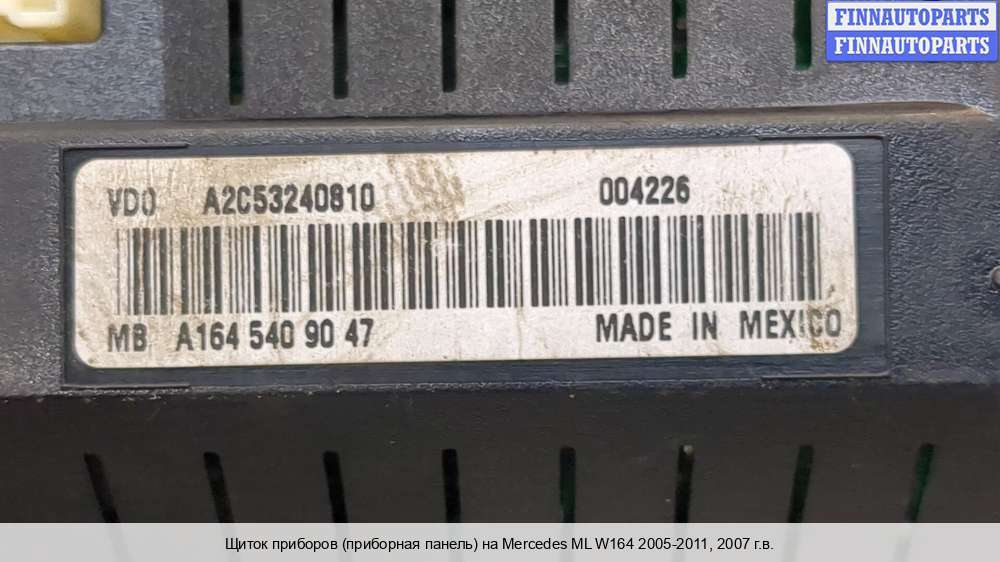 FINNAUTOPARTS
FINNAUTOPARTS
VDO A2C53240810 004226
MB A164 540 90 47 MADE IN MEXICO
Щиток приборов (приборная панель) на Mercedes ML W164 2005-2011, 2007 г.в.